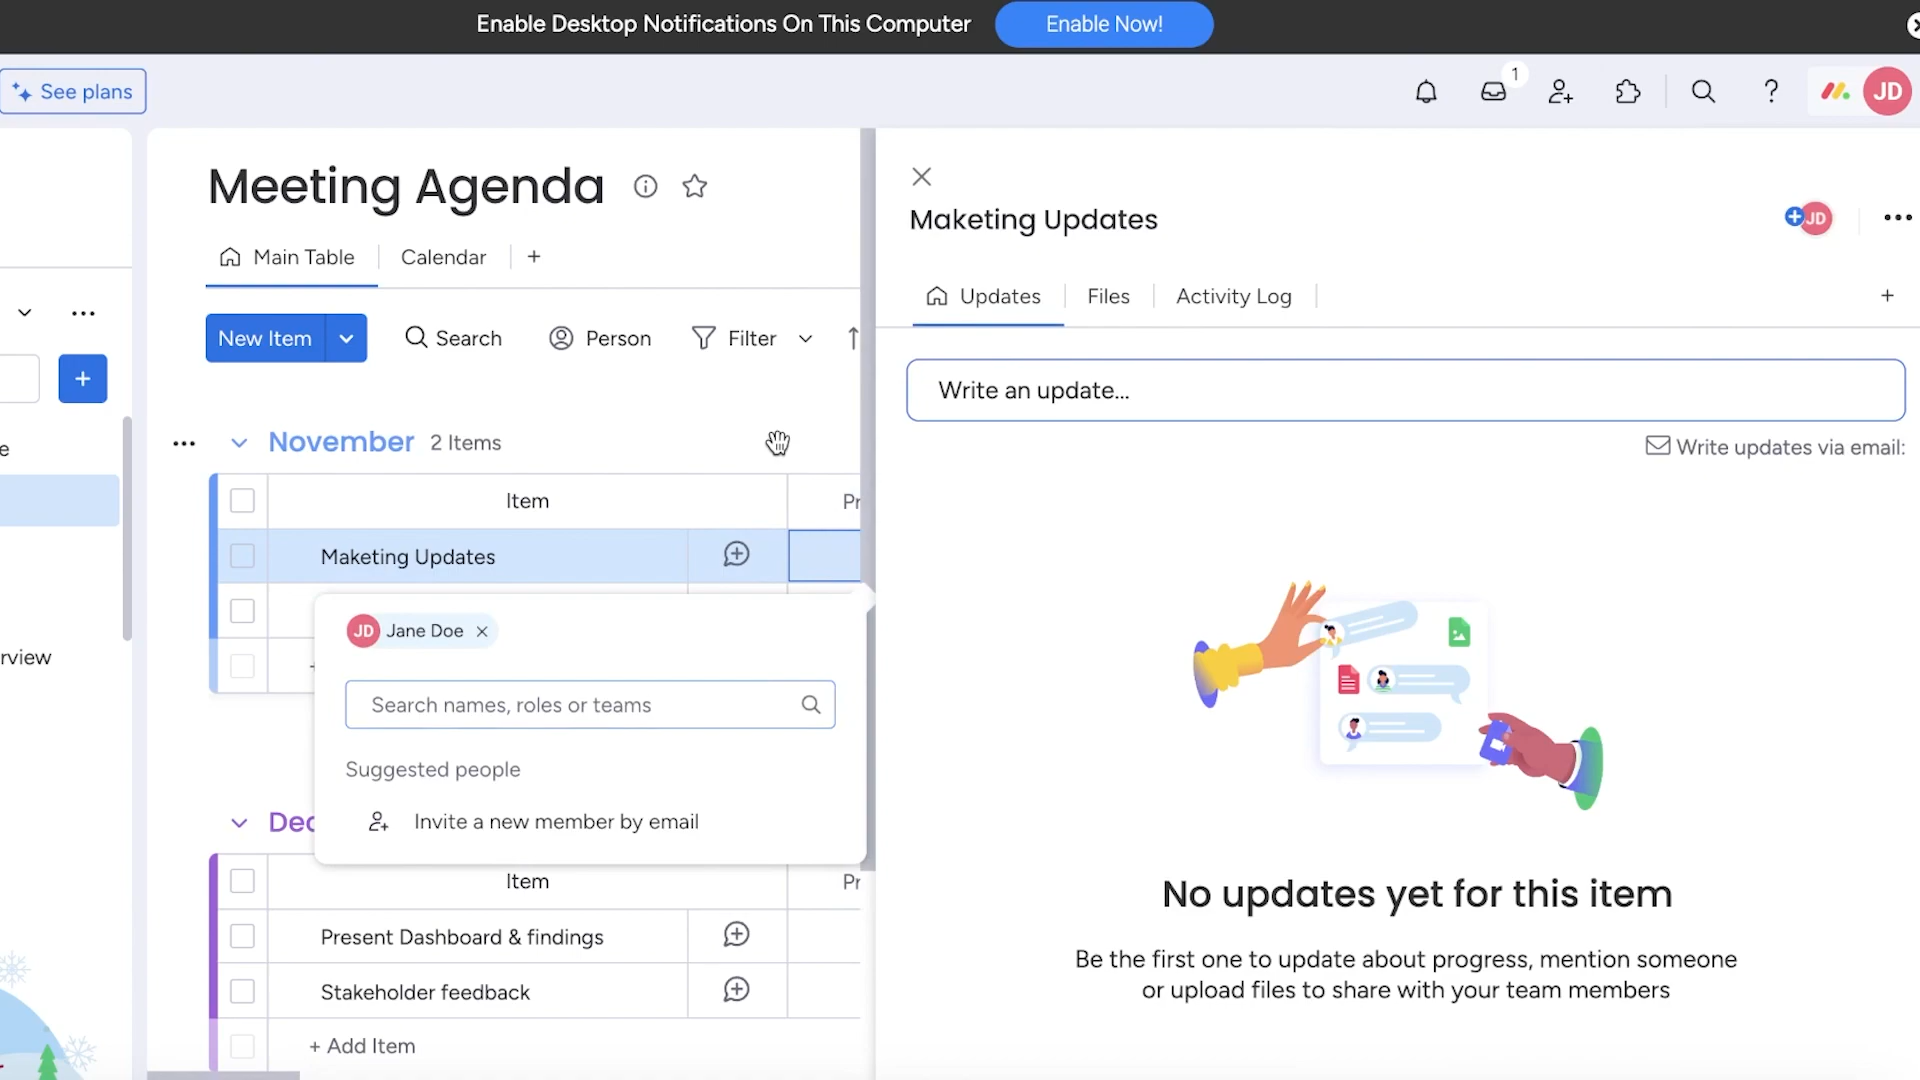 Enable Desktop Notifications On This Computer
Enable Now!
See plans
1
JD
Meeting Agenda
Main Table
Calendar
New Item
Search
Person
Filter
November
2 Items
Item
Pr
Maketing Updates
JD
Jane Doe
Search names, roles or teams
Suggested people
Invite a new member by email
Dec
Item
Pr
Present Dashboard & findings
Stakeholder feedback
+ Add Item
e
rview
Maketing Updates
JD
Updates
Files
Activity Log
Write an update...
Write updates via email:
No updates yet for this item
Be the first one to update about progress, mention someone
or upload files to share with your team members